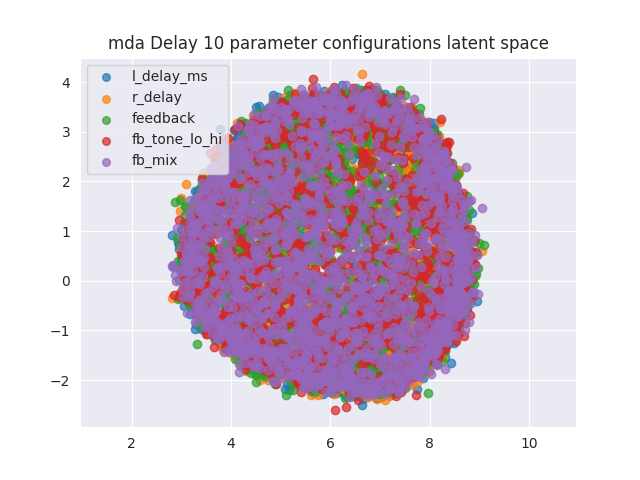 mda Delay 10 parameter configurations latent space
l_delay_ms
r_delay
feedback
fb_tone_lo_hi
fb_mix
4
3
2
1
0
−1
−2
2 4 6 8 10